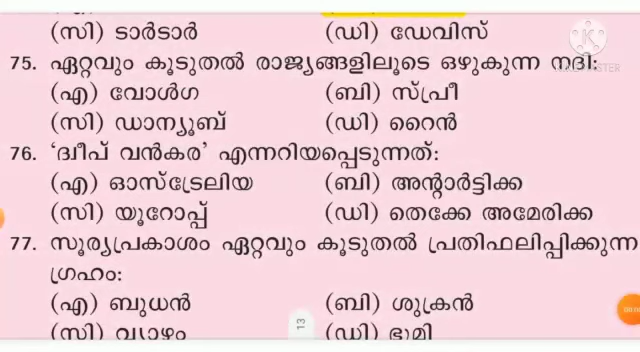 (സി) ടാർടാർ (ഡി) ഡേവിസ്
75. ഏറ്റവും കൂടുതൽ രാജ്യങ്ങളിലൂടെ ഒഴുകുന്ന നദി:
(എ) വോൾഗ (ബി) സ്പ്രീ
(സി) ഡാന്യൂബ് (ഡി) റൈൻ
76. ‘ദ്വീപ് വൻകര’ എന്നറിയപ്പെടുന്നത്:
(എ) ഓസ്ട്രേലിയ (ബി) അന്റാർട്ടിക്ക
(സി) യൂറോപ്പ് (ഡി) തെക്കേ അമേരിക്ക
77. സൂര്യപ്രകാശം ഏറ്റവും കൂടുതൽ പ്രതിഫലിപ്പിക്കുന്ന
ഗ്രഹം:
(എ) ബുധൻ (ബി) ശുക്രൻ
(സി) വ്യാഴം (ഡി) ഭൂമി
13